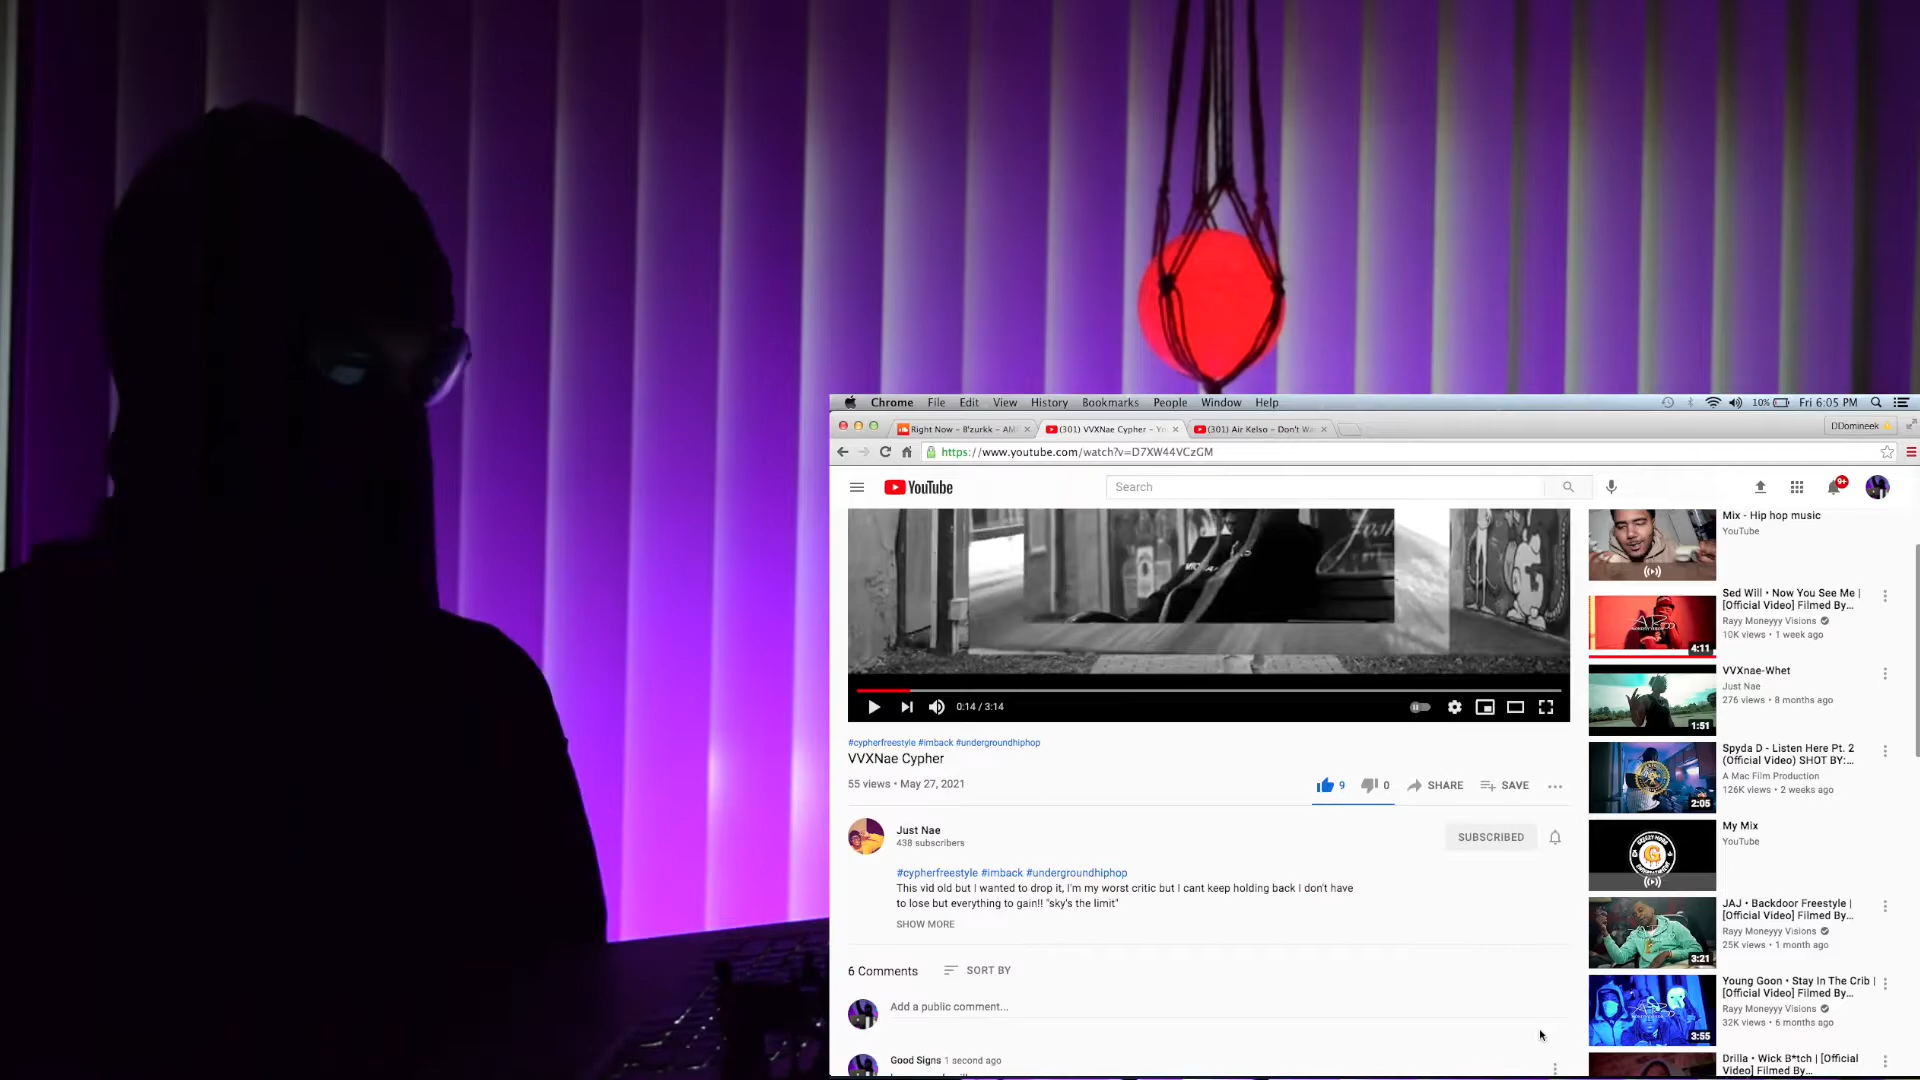 Chrome File Edit View History Bookmarks People Window Help
10% Fri 6:05 PM
Right Now – B'zurkk – AM
(301) VVXNae Cypher – Yo
(301) Air Kelso – Don't Wa
DDomineek
https://www.youtube.com/watch?v=D7XW44VCzGM
YouTube
Search
9+
0:14 / 3:14
#cypherfreestyle #imback #undergroundhiphop
VVXNae Cypher
55 views • May 27, 2021
9 0 SHARE SAVE
Just Nae
438 subscribers
SUBSCRIBED
#cypherfreestyle #imback #undergroundhiphop
This vid old but I wanted to drop it, I'm my worst critic but I cant keep holding back I don't have
to lose but everything to gain!! "sky's the limit"
SHOW MORE
6 Comments SORT BY
Add a public comment...
Good Signs 1 second ago
Mix - Hip hop music
YouTube
Sed Will • Now You See Me |
[Official Video] Filmed By...
Rayy Moneyyy Visions
10K views • 1 week ago
4:11
VVXnae-Whet
Just Nae
276 views • 8 months ago
1:51
Spyda D - Listen Here Pt. 2
(Official Video) SHOT BY:...
A Mac Film Production
126K views • 2 weeks ago
2:05
My Mix
YouTube
G
JAJ • Backdoor Freestyle |
[Official Video] Filmed By...
Rayy Moneyyy Visions
25K views • 1 month ago
3:21
Young Goon • Stay In The Crib |
[Official Video] Filmed By...
Rayy Moneyyy Visions
32K views • 6 months ago
3:55
Drilla • Wick B*tch | [Official
Video] Filmed By...